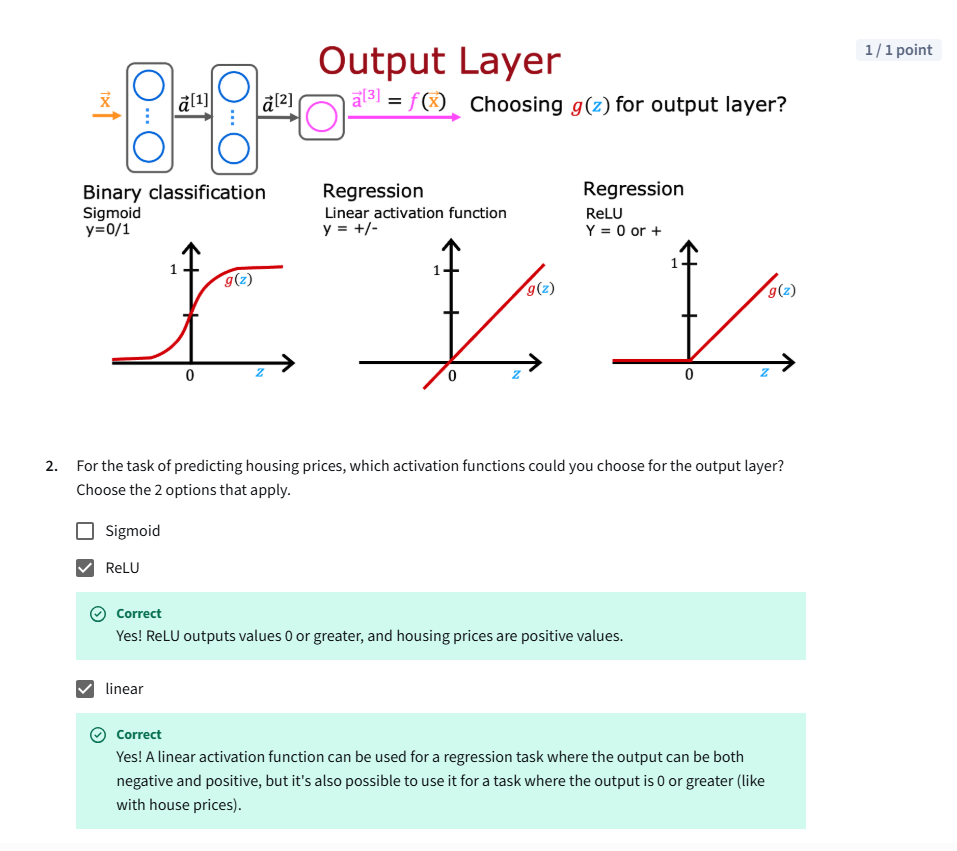 Output Layer
1 / 1 point
x⃗ a⃗[1] a⃗[2] a⃗[3] = f(x⃗) Choosing g(z) for output layer?
Binary classification
Sigmoid
y=0/1
1
g(z)
0
z
Regression
Linear activation function
y = +/-
1
g(z)
0
z
Regression
ReLU
Y = 0 or +
1
g(z)
0
z
2. For the task of predicting housing prices, which activation functions could you choose for the output layer?
Choose the 2 options that apply.
Sigmoid
ReLU
Correct
Yes! ReLU outputs values 0 or greater, and housing prices are positive values.
linear
Correct
Yes! A linear activation function can be used for a regression task where the output can be both
negative and positive, but it's also possible to use it for a task where the output is 0 or greater (like
with house prices).